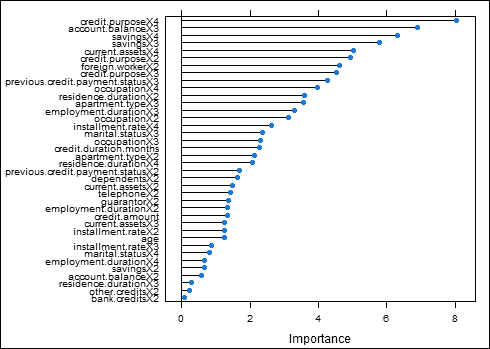 credit.purposeX4
account.balanceX3
savingsX4
savingsX3
current.assetsX4
credit.purposeX2
foreign.workerX2
credit.purposeX3
previous.credit.payment.statusX3
occupationX4
residence.durationX2
apartment.typeX3
employment.durationX3
occupationX2
installment.rateX4
marital.statusX3
occupationX3
credit.duration.months
apartment.typeX2
residence.durationX4
previous.credit.payment.statusX2
dependentsX2
current.assetsX2
telephoneX2
guarantorX2
employment.durationX2
credit.amount
current.assetsX3
installment.rateX2
age
installment.rateX3
marital.statusX4
employment.durationX4
savingsX2
account.balanceX2
residence.durationX3
other.creditsX2
bank.creditsX2
0 2 4 6 8
Importance